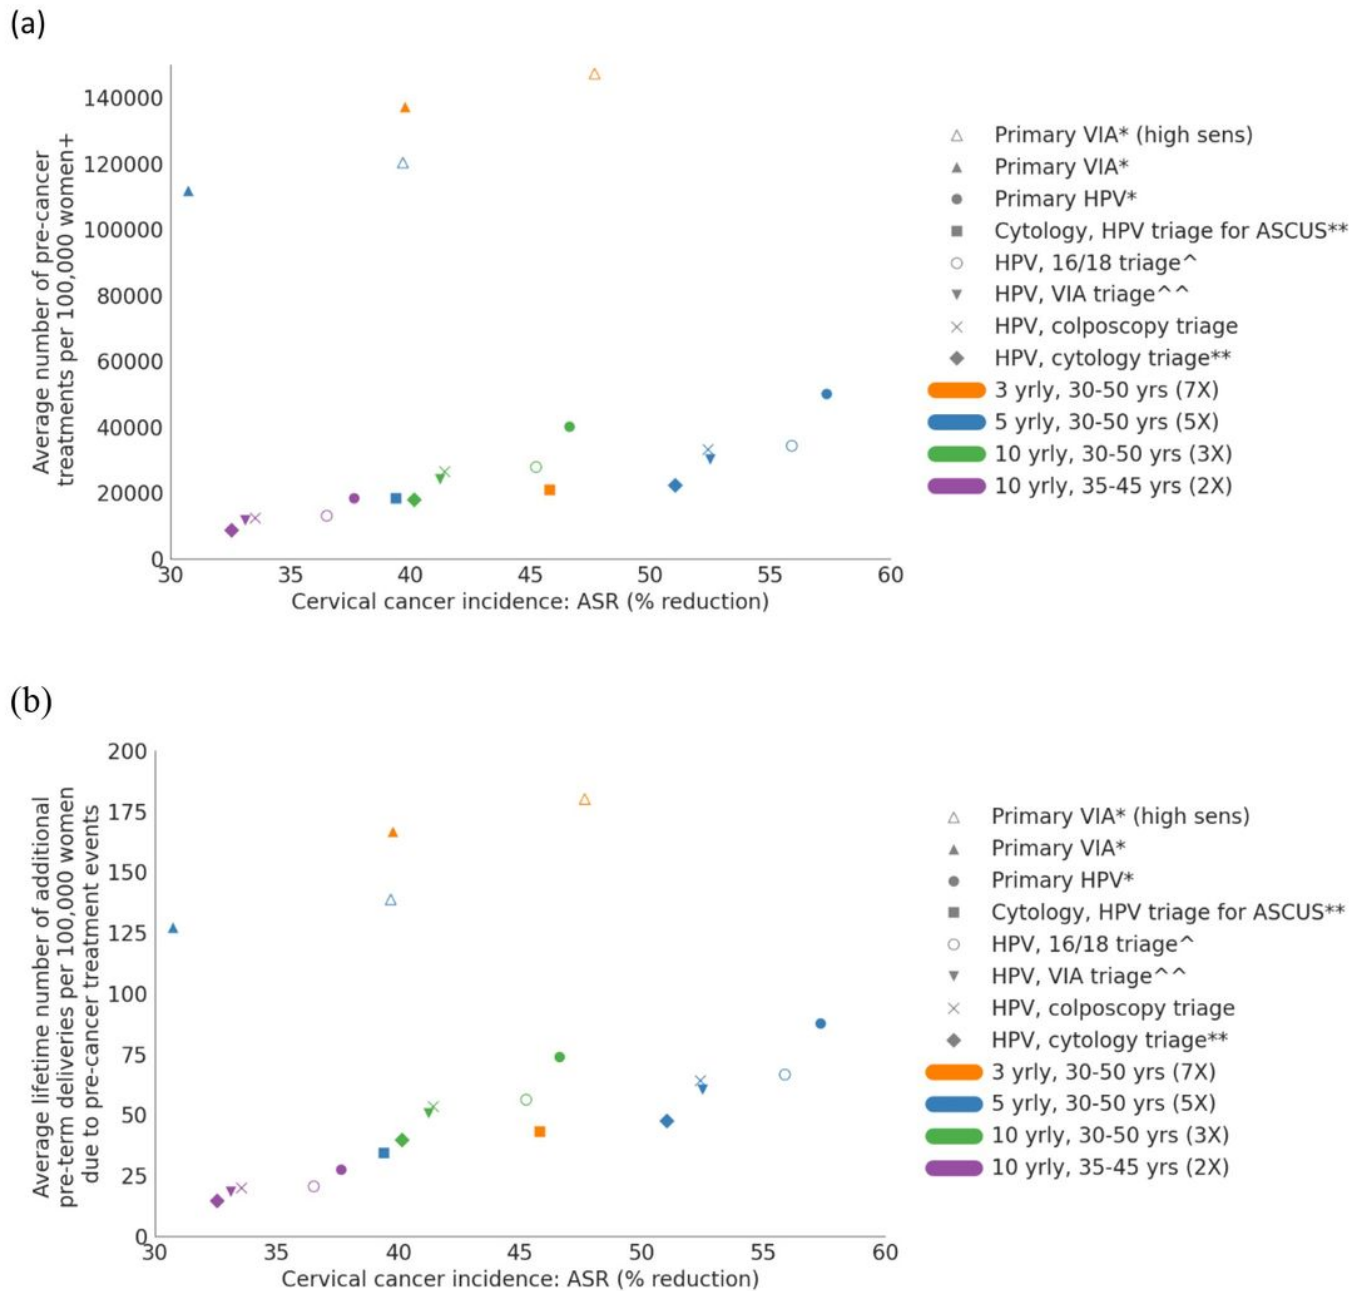 (a)
Average number of pre-cancer
treatments per 100,000 women+
140000
120000
100000
80000
60000
40000
20000
0
30
35
40
45
50
55
60
Cervical cancer incidence: ASR (% reduction)
Primary VIA* (high sens)
Primary VIA*
Primary HPV*
Cytology, HPV triage for ASCUS**
HPV, 16/18 triage^
HPV, VIA triage^^
HPV, colposcopy triage
HPV, cytology triage**
3 yrly, 30-50 yrs (7X)
5 yrly, 30-50 yrs (5X)
10 yrly, 30-50 yrs (3X)
10 yrly, 35-45 yrs (2X)
(b)
Average lifetime number of additional
pre-term deliveries per 100,000 women
due to pre-cancer treatment events
200
175
150
125
100
75
50
25
0
30
35
40
45
50
55
60
Cervical cancer incidence: ASR (% reduction)
Primary VIA* (high sens)
Primary VIA*
Primary HPV*
Cytology, HPV triage for ASCUS**
HPV, 16/18 triage^
HPV, VIA triage^^
HPV, colposcopy triage
HPV, cytology triage**
3 yrly, 30-50 yrs (7X)
5 yrly, 30-50 yrs (5X)
10 yrly, 30-50 yrs (3X)
10 yrly, 35-45 yrs (2X)